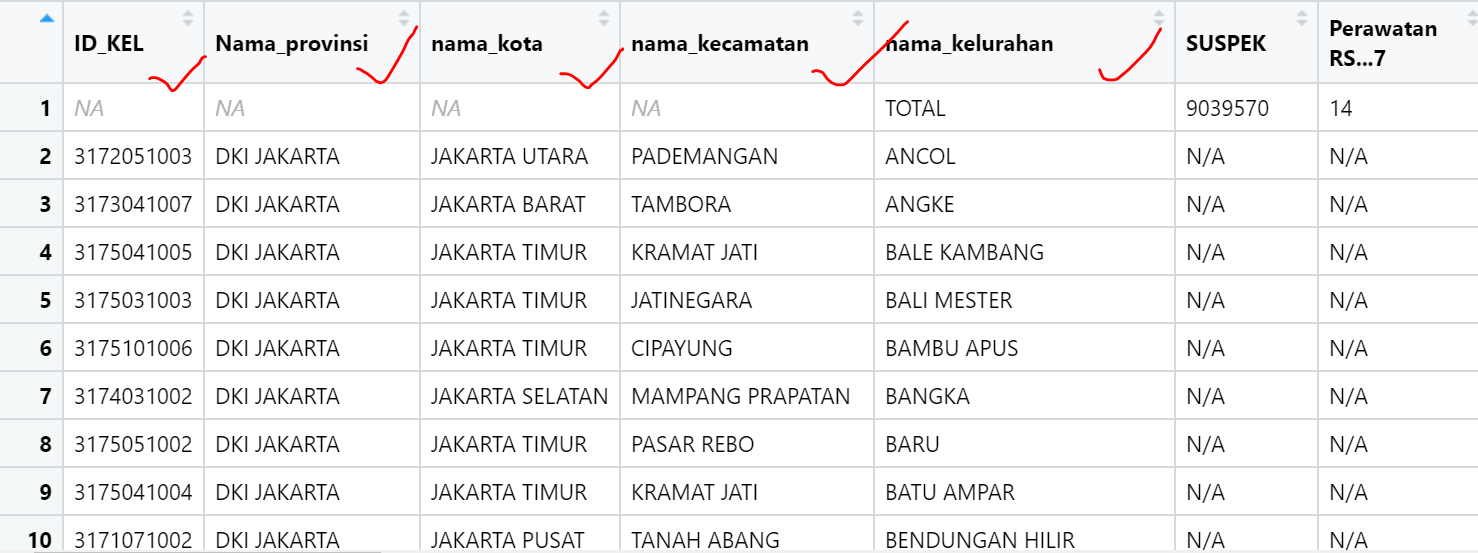 ID_KEL Nama_provinsi nama_kota nama_kecamatan nama_kelurahan SUSPEK Perawatan RS...7
1 NA NA NA NA TOTAL 9039570 14
2 3172051003 DKI JAKARTA JAKARTA UTARA PADEMANGAN ANCOL N/A N/A
3 3173041007 DKI JAKARTA JAKARTA BARAT TAMBORA ANGKE N/A N/A
4 3175041005 DKI JAKARTA JAKARTA TIMUR KRAMAT JATI BALE KAMBANG N/A N/A
5 3175031003 DKI JAKARTA JAKARTA TIMUR JATINEGARA BALI MESTER N/A N/A
6 3175101006 DKI JAKARTA JAKARTA TIMUR CIPAYUNG BAMBU APUS N/A N/A
7 3174031002 DKI JAKARTA JAKARTA SELATAN MAMPANG PRAPATAN BANGKA N/A N/A
8 3175051002 DKI JAKARTA JAKARTA TIMUR PASAR REBO BARU N/A N/A
9 3175041004 DKI JAKARTA JAKARTA TIMUR KRAMAT JATI BATU AMPAR N/A N/A
10 3171071002 DKI JAKARTA JAKARTA PUSAT TANAH ABANG BENDUNGAN HILIR N/A N/A